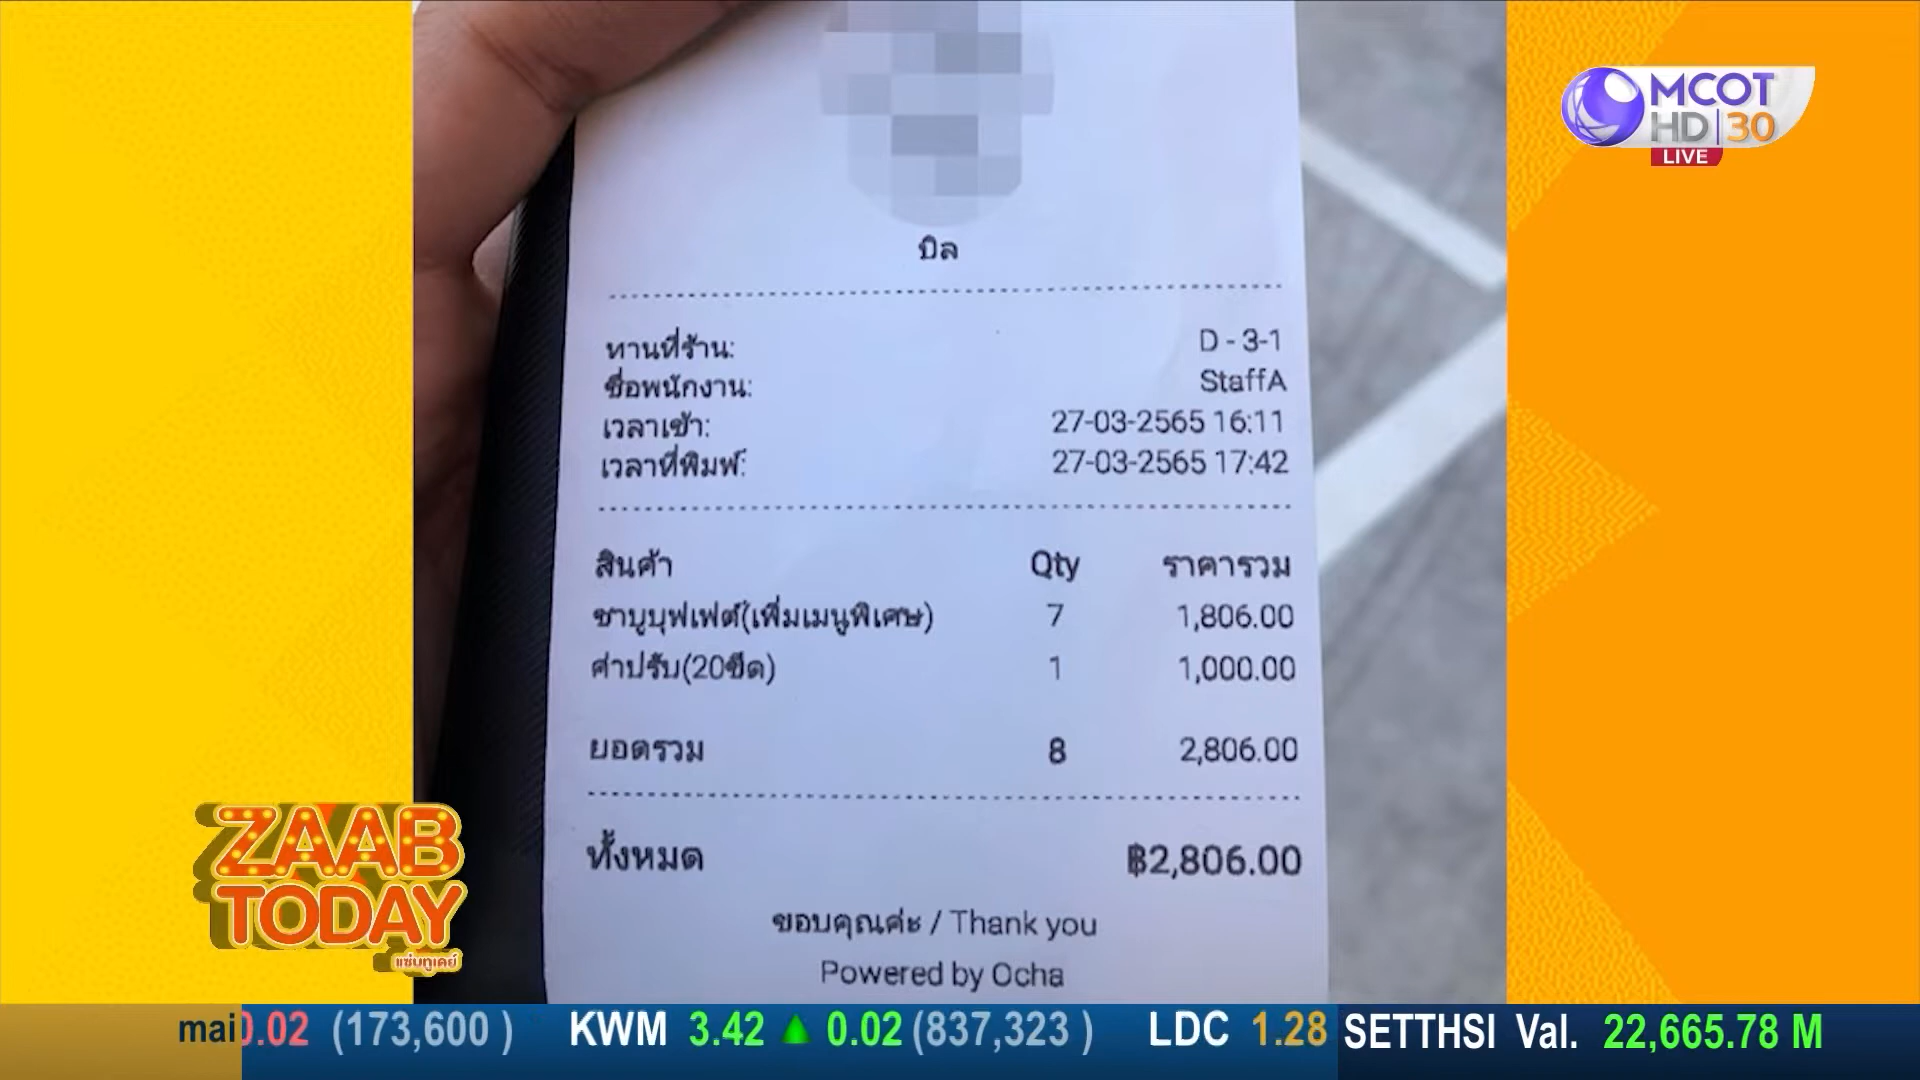 MCOT
HD 30
LIVE
บิล
ทานที่ร้าน: D - 3-1
ชื่อพนักงาน: StaffA
เวลาเข้า: 27-03-2565 16:11
เวลาที่พิมพ์: 27-03-2565 17:42
สินค้า Qty ราคารวม
ชาบูบุฟเฟต์(เพิ่มเมนูพิเศษ) 7 1,806.00
ค่าปรับ(20ขีด) 1 1,000.00
ยอดรวม 8 2,806.00
ทั้งหมด ฿2,806.00
ขอบคุณค่ะ / Thank you
Powered by Ocha
ZAAB
TODAY
แซ่บทูเดย์
mai 0.02 (173,600 ) KWM 3.42 ▲ 0.02 (837,323 ) LDC 1.28 SETTHSI Val. 22,665.78 M